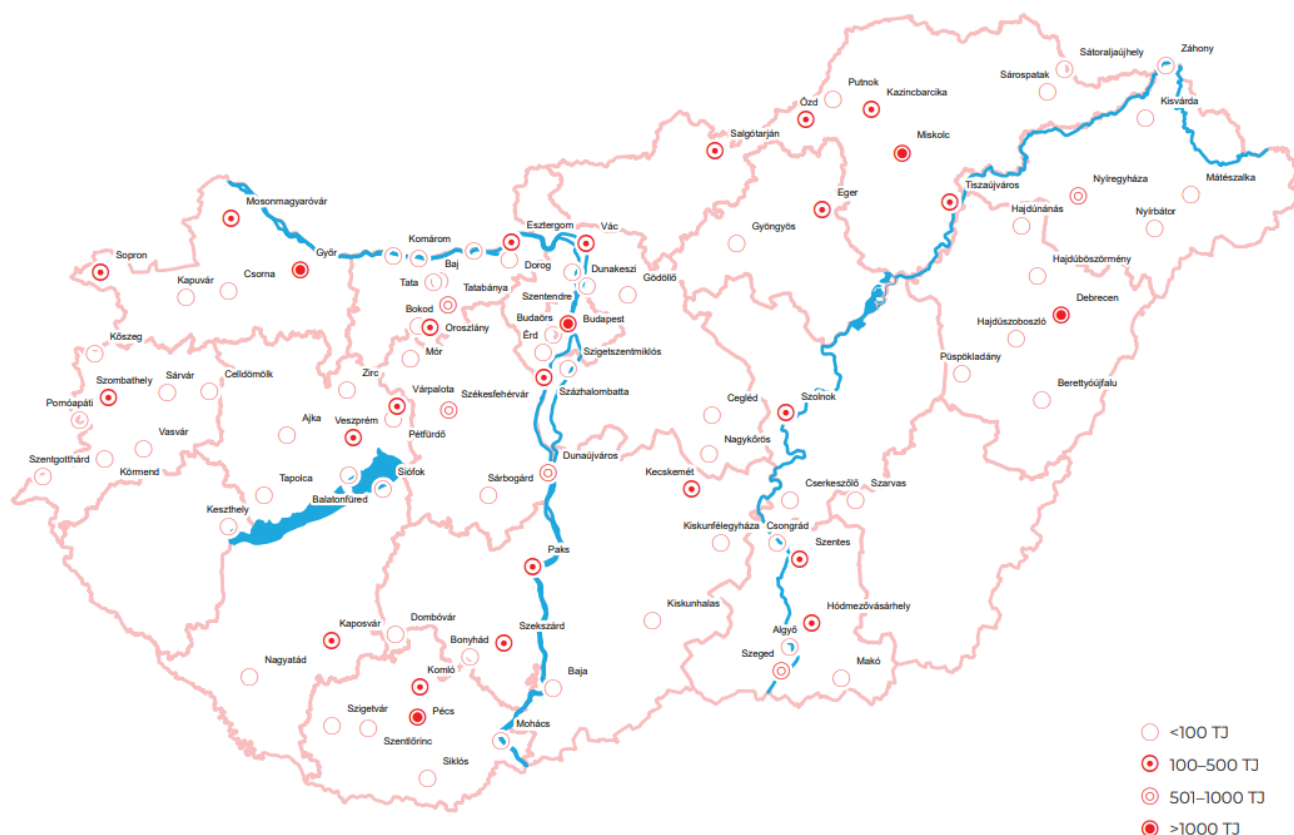 Záhony
Sátoraljaújhely
Sárospatak
Putnok
Kazincbarcika
Ózd
Kisvárda
Salgótarján
Miskolc
Nyíregyháza
Mátészalka
Eger
Tiszaújváros
Mosonmagyaróvár
Hajdúnánás
Nyírbátor
Esztergom
Vác
Gyöngyös
Győr
Komárom
Sopron
Baj
Dorog
Dunakeszi
Csorna
Kapuvár
Tata
Tatabánya
Gödöllő
Hajdúböszörmény
Szentendre
Debrecen
Bokod
Oroszlány
Budaörs
Budapest
Hajdúszoboszló
Kőszeg
Érd
Mór
Szigetszentmiklós
Püspökladány
Zirc
Szombathely
Sárvár
Celldömölk
Várpalota
Székesfehérvár
Százhalombatta
Berettyóújfalu
Pornóapáti
Cegléd
Szolnok
Ajka
Veszprém
Pétfürdő
Vasvár
Nagykőrös
Szentgotthárd
Körmend
Dunaújváros
Kecskemét
Siófok
Tapolca
Sárbogárd
Cserkeszőlő
Szarvas
Balatonfüred
Keszthely
Kiskunfélegyháza
Csongrád
Paks
Szentes
Kiskunhalas
Hódmezővásárhely
Kaposvár
Dombóvár
Szekszárd
Bonyhád
Algyő
Szeged
Makó
Nagyatád
Komló
Baja
Szigetvár
Pécs
Mohács
Szentlőrinc
Siklós
<100 TJ
100–500 TJ
501–1000 TJ
>1000 TJ